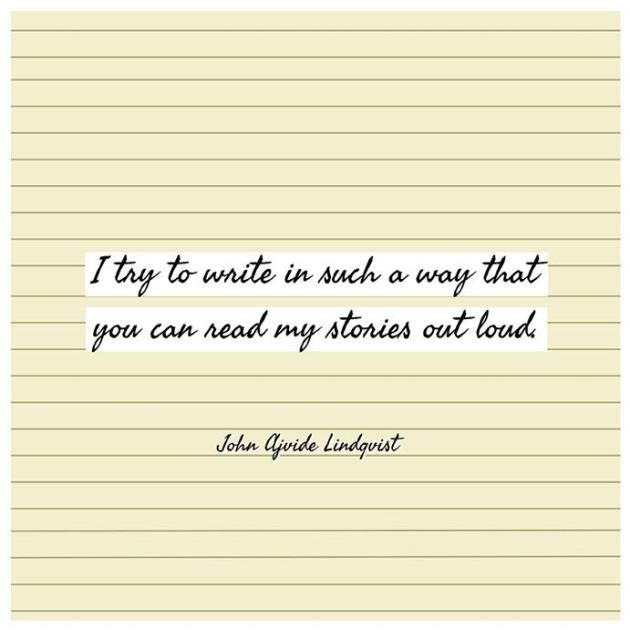 I try to write in such a way that
you can read my stories out loud.
John Ajvide Lindqvist